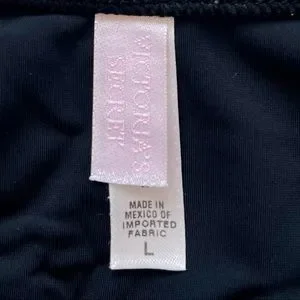 VICTORIA'S
SECRET
MADE IN
MEXICO OF
IMPORTED
FABRIC
L